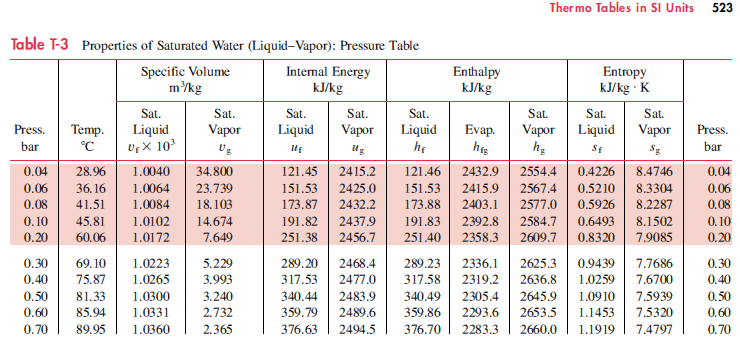 Thermo Tables in SI Units 523
Table T-3 Properties of Saturated Water (Liquid–Vapor): Pressure Table
Specific Volume Internal Energy Enthalpy Entropy
m³/kg kJ/kg kJ/kg kJ/kg · K
Sat. Sat. Sat. Sat. Sat. Sat. Sat. Sat.
Press. Temp. Liquid Vapor Liquid Vapor Liquid Evap. Vapor Liquid Vapor Press.
bar °C vf × 10³ vg uf ug hf hfg hg sf sg bar
0.04 28.96 1.0040 34.800 121.45 2415.2 121.46 2432.9 2554.4 0.4226 8.4746 0.04
0.06 36.16 1.0064 23.739 151.53 2425.0 151.53 2415.9 2567.4 0.5210 8.3304 0.06
0.08 41.51 1.0084 18.103 173.87 2432.2 173.88 2403.1 2577.0 0.5926 8.2287 0.08
0.10 45.81 1.0102 14.674 191.82 2437.9 191.83 2392.8 2584.7 0.6493 8.1502 0.10
0.20 60.06 1.0172 7.649 251.38 2456.7 251.40 2358.3 2609.7 0.8320 7.9085 0.20
0.30 69.10 1.0223 5.229 289.20 2468.4 289.23 2336.1 2625.3 0.9439 7.7686 0.30
0.40 75.87 1.0265 3.993 317.53 2477.0 317.58 2319.2 2636.8 1.0259 7.6700 0.40
0.50 81.33 1.0300 3.240 340.44 2483.9 340.49 2305.4 2645.9 1.0910 7.5939 0.50
0.60 85.94 1.0331 2.732 359.79 2489.6 359.86 2293.6 2653.5 1.1453 7.5320 0.60
0.70 89.95 1.0360 2.365 376.63 2494.5 376.70 2283.3 2660.0 1.1919 7.4797 0.70